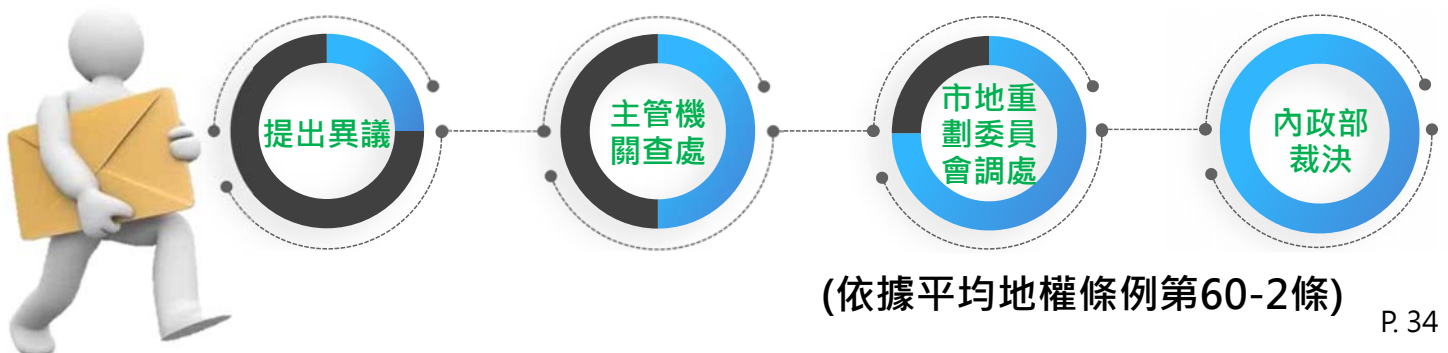 提出異議
主管機
關查處
市地重
劃委員
會調處
內政部
裁決
(依據平均地權條例第60-2條)
P. 34